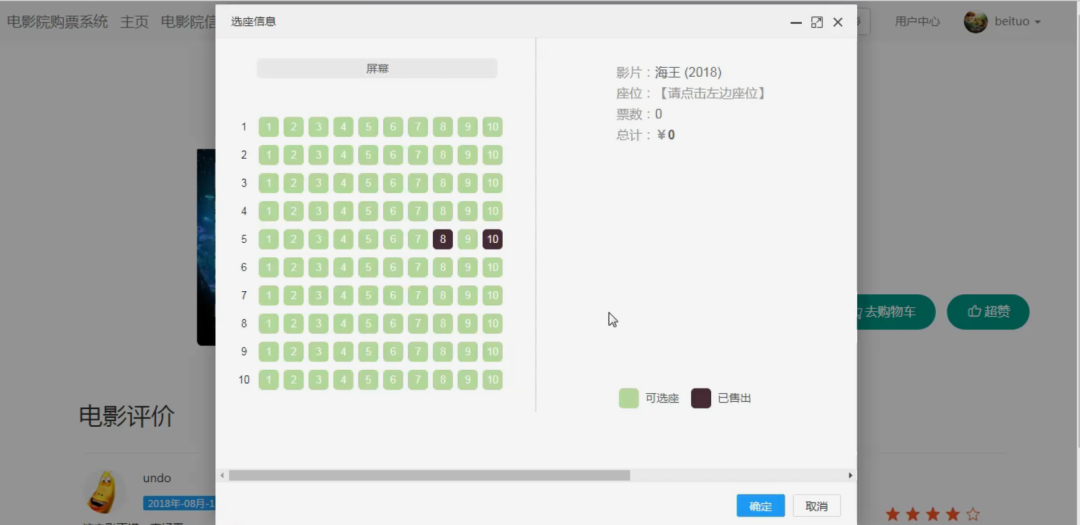 电影院购票系统 主页 电影院信
选座信息
用户中心 beituo
屏幕
影片：海王 (2018)
座位：【请点击左边座位】
票数：0
总计：￥0
1 1 2 3 4 5 6 7 8 9 10
2 1 2 3 4 5 6 7 8 9 10
3 1 2 3 4 5 6 7 8 9 10
4 1 2 3 4 5 6 7 8 9 10
5 1 2 3 4 5 6 7 8 9 10
6 1 2 3 4 5 6 7 8 9 10
7 1 2 3 4 5 6 7 8 9 10
8 1 2 3 4 5 6 7 8 9 10
9 1 2 3 4 5 6 7 8 9 10
10 1 2 3 4 5 6 7 8 9 10
去购物车 超赞
可选座 已售出
电影评价
undo
2018年-08月-1
确定 取消